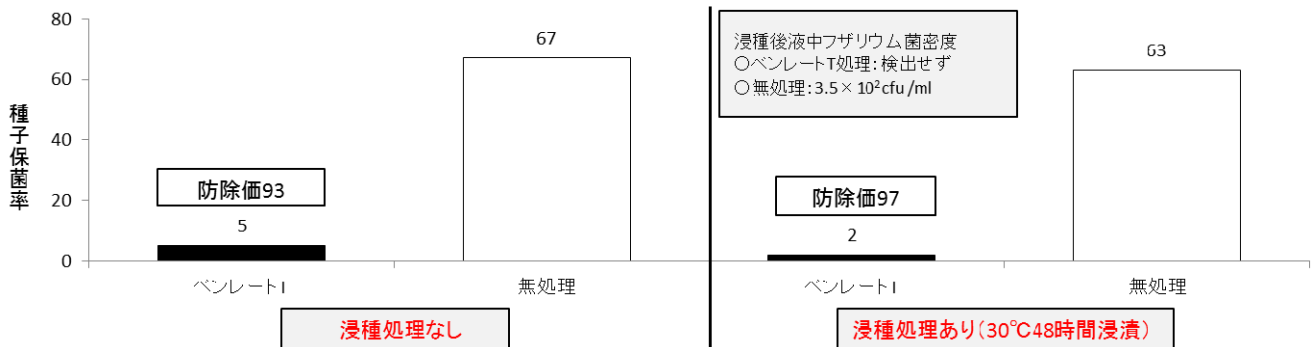 種子保菌率
80
60
40
20
0
防除価93
5
67
ベンレートT
無処理
浸種処理なし
浸種後液中フザリウム菌密度
○ベンレートT処理:検出せず
○無処理:3.5×10²cfu/ml
63
防除価97
2
ベンレートT
無処理
浸種処理あり(30℃48時間浸漬)